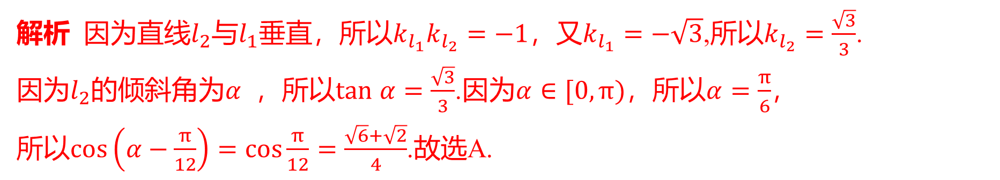 解析 因为直线$l_2$与$l_1$垂直，所以$k_{l_1}k_{l_2}=-1$，又$k_{l_1}=-\sqrt{3}$,所以$k_{l_2}=\frac{\sqrt{3}}{3}$.
因为$l_2$的倾斜角为$\alpha$ ，所以$\tan \alpha=\frac{\sqrt{3}}{3}$.因为$\alpha\in[0,\pi)$，所以$\alpha=\frac{\pi}{6}$,
所以$\cos\left(\alpha-\frac{\pi}{12}\right)=\cos\frac{\pi}{12}=\frac{\sqrt{6}+\sqrt{2}}{4}$.故选A.